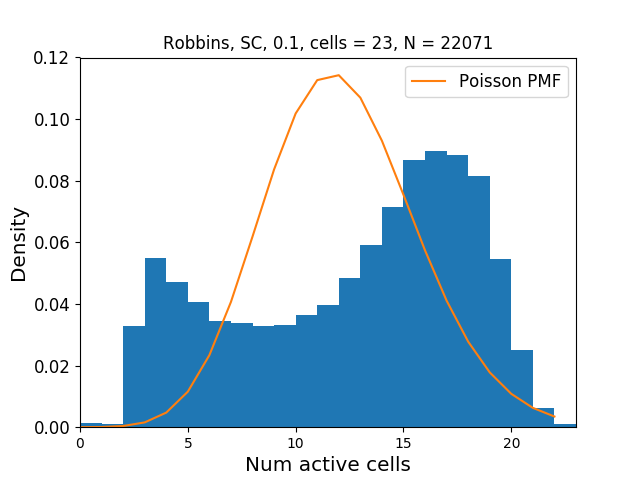 Robbins, SC, 0.1, cells = 23, N = 22071
Poisson PMF
Density
0.12
0.10
0.08
0.06
0.04
0.02
0.00
0 5 10 15 20
Num active cells